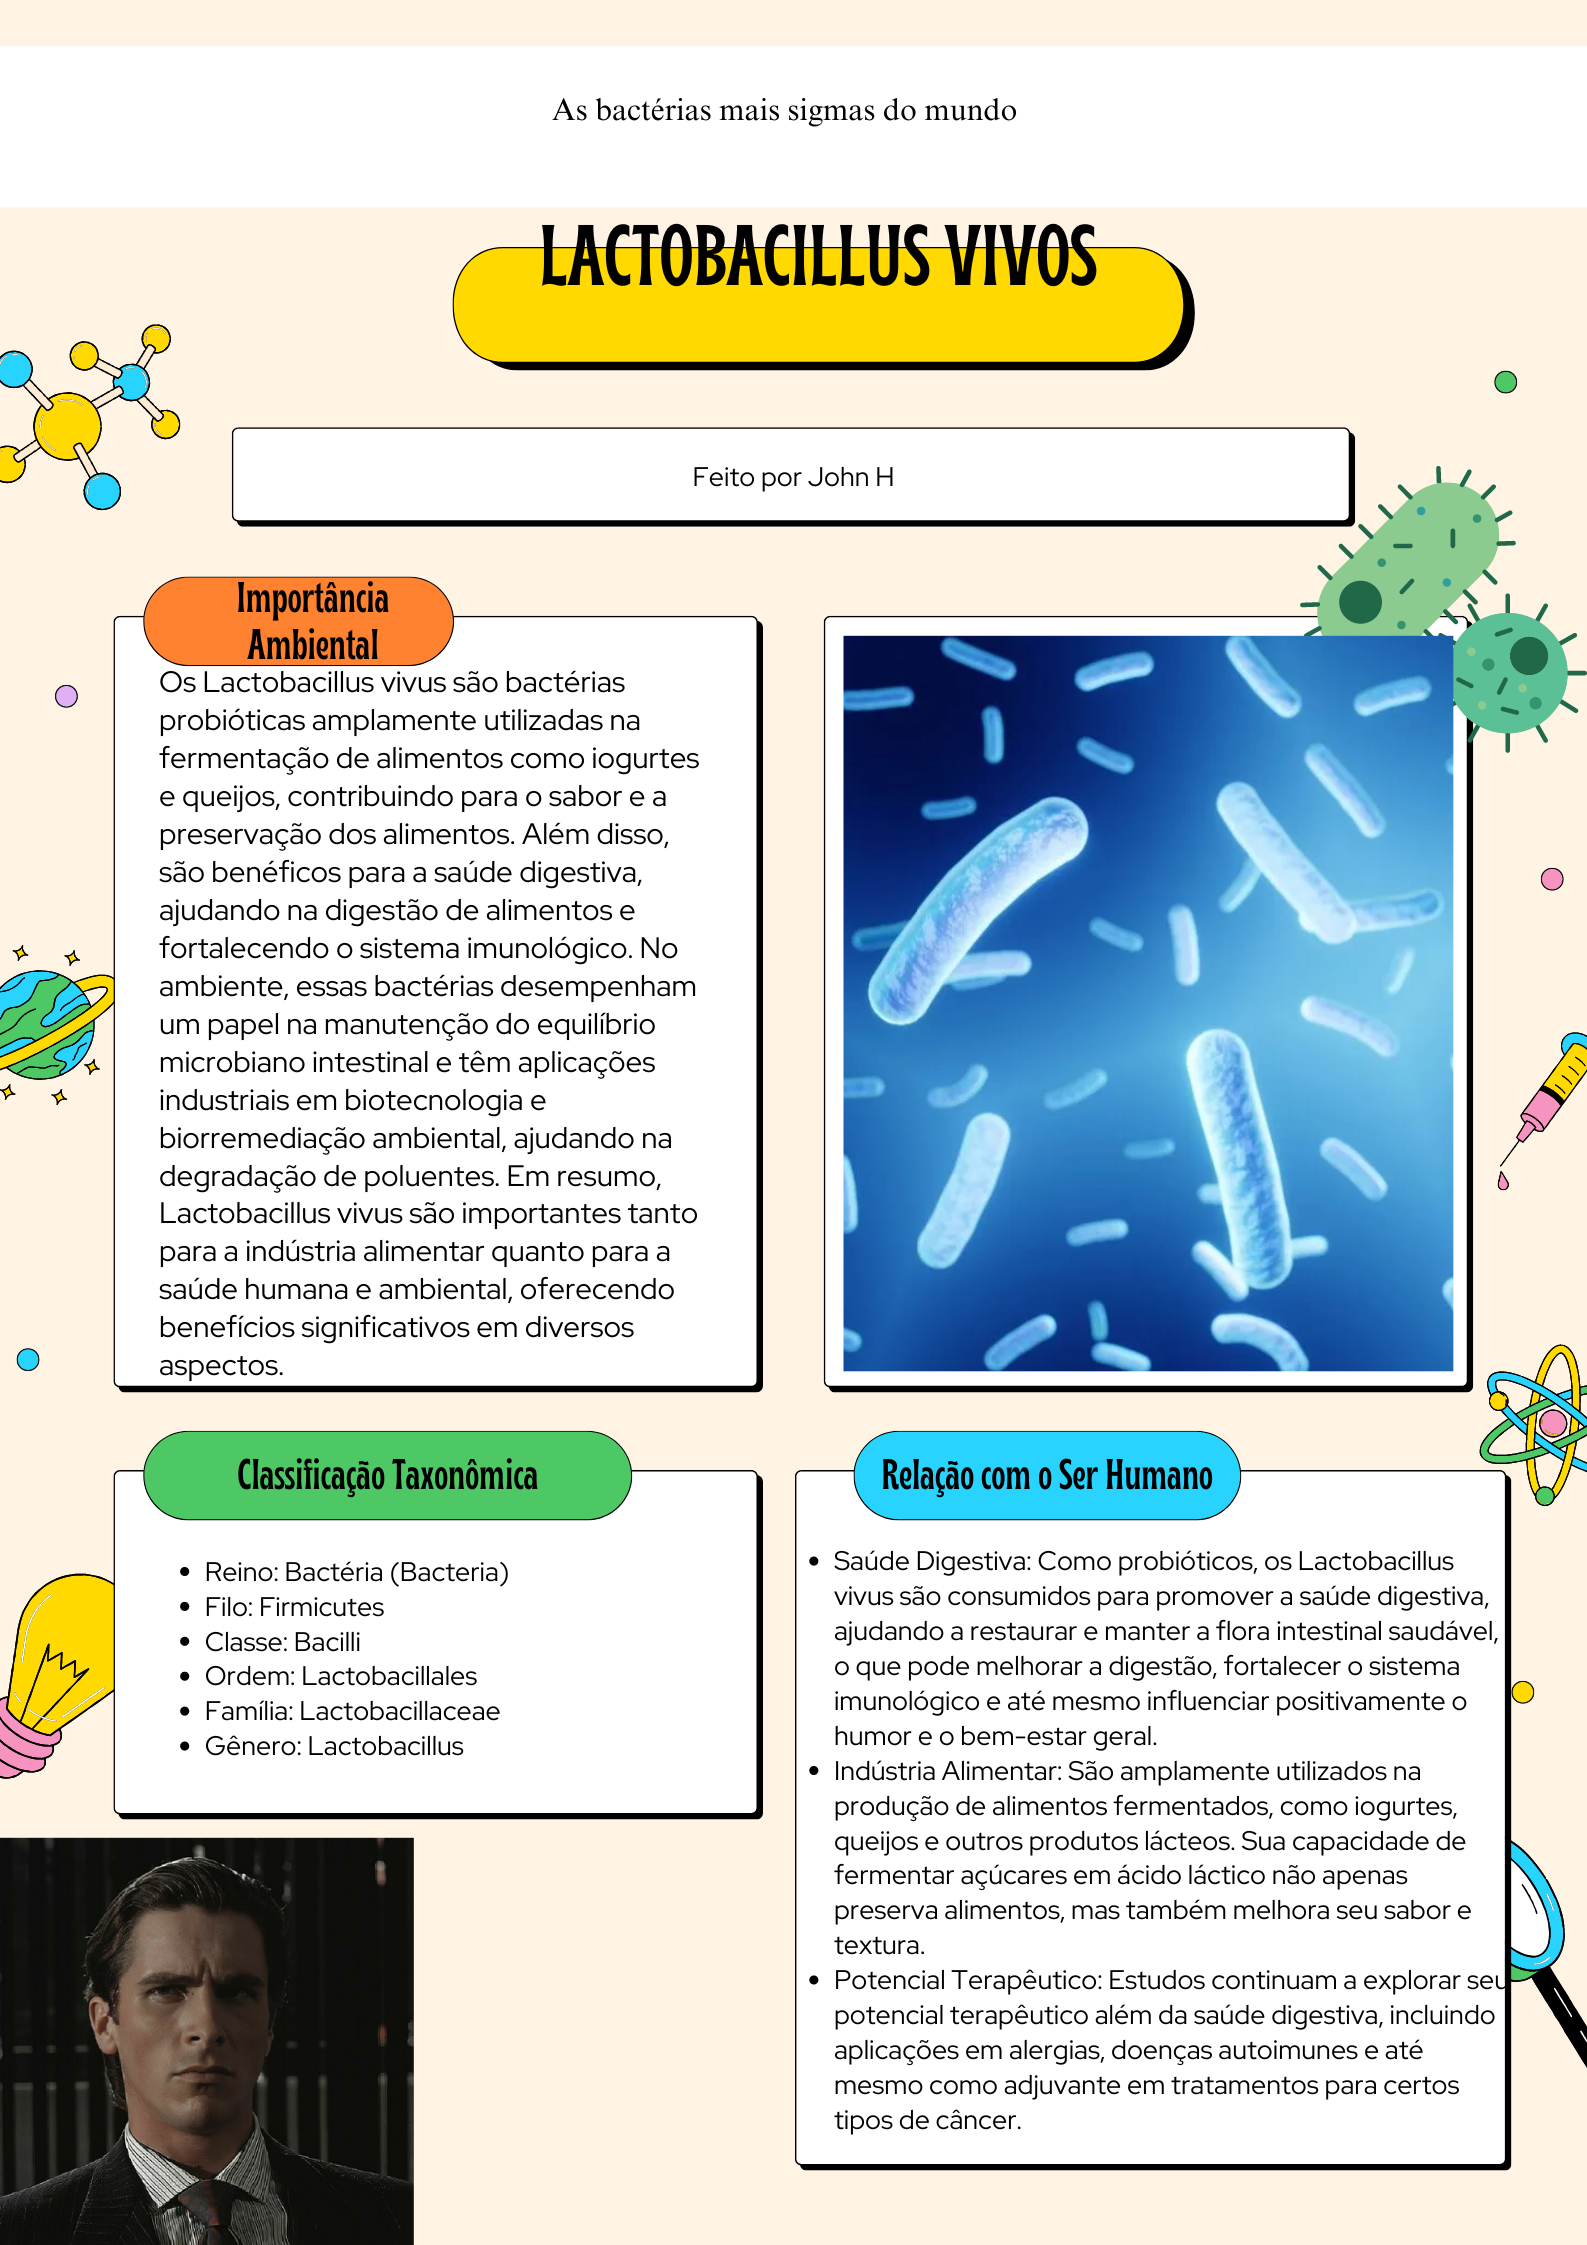 As bactérias mais sigmas do mundo
LACTOBACILLUS VIVOS
Feito por John H
Importância
Ambiental
Os Lactobacillus vivus são bactérias
probióticas amplamente utilizadas na
fermentação de alimentos como iogurtes
e queijos, contribuindo para o sabor e a
preservação dos alimentos. Além disso,
são benéficos para a saúde digestiva,
ajudando na digestão de alimentos e
fortalecendo o sistema imunológico. No
ambiente, essas bactérias desempenham
um papel na manutenção do equilíbrio
microbiano intestinal e têm aplicações
industriais em biotecnologia e
biorremediação ambiental, ajudando na
degradação de poluentes. Em resumo,
Lactobacillus vivus são importantes tanto
para a indústria alimentar quanto para a
saúde humana e ambiental, oferecendo
benefícios significativos em diversos
aspectos.
Classificação Taxonômica
• Reino: Bactéria (Bacteria)
• Filo: Firmicutes
• Classe: Bacilli
• Ordem: Lactobacillales
• Família: Lactobacillaceae
• Gênero: Lactobacillus
Relação com o Ser Humano
• Saúde Digestiva: Como probióticos, os Lactobacillus
vivus são consumidos para promover a saúde digestiva,
ajudando a restaurar e manter a flora intestinal saudável,
o que pode melhorar a digestão, fortalecer o sistema
imunológico e até mesmo influenciar positivamente o
humor e o bem-estar geral.
• Indústria Alimentar: São amplamente utilizados na
produção de alimentos fermentados, como iogurtes,
queijos e outros produtos lácteos. Sua capacidade de
fermentar açúcares em ácido láctico não apenas
preserva alimentos, mas também melhora seu sabor e
textura.
• Potencial Terapêutico: Estudos continuam a explorar seu
potencial terapêutico além da saúde digestiva, incluindo
aplicações em alergias, doenças autoimunes e até
mesmo como adjuvante em tratamentos para certos
tipos de câncer.